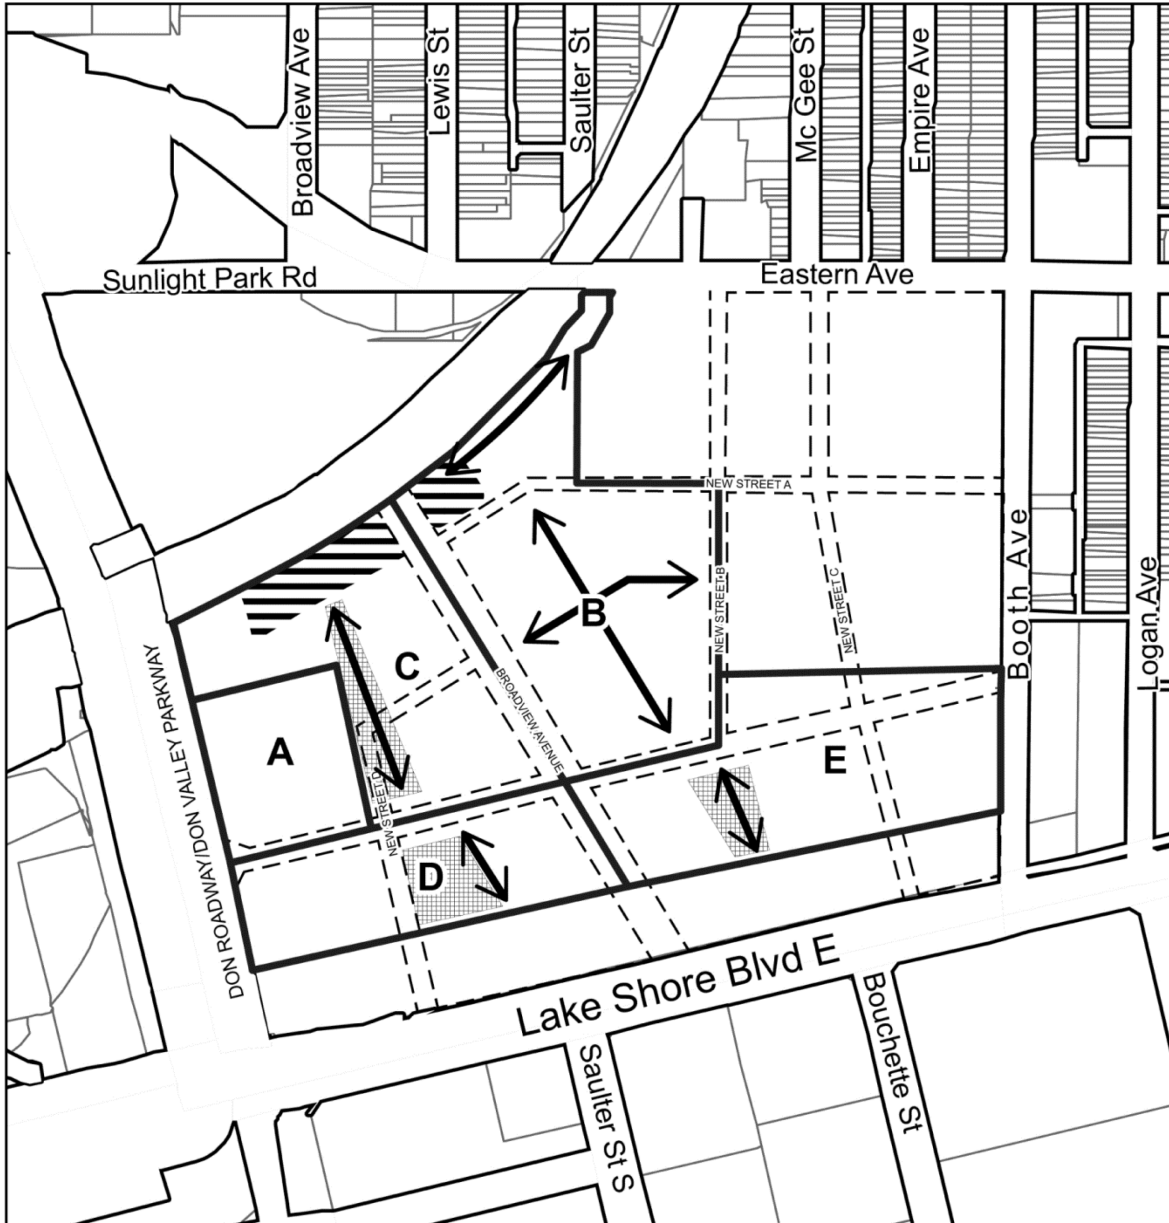 Broadview Ave
Lewis St
Saulter St
Mc Gee St
Empire Ave
Sunlight Park Rd
Eastern Ave
NEW STREET A
NEW STREET B
NEW STREET C
Booth Ave
Logan Ave
B
C
BROADVIEW AVENUE
A
E
NEW STREET D
D
DON ROADWAY/DON VALLEY PARKWAY
Lake Shore Blvd E
Bouchette St
Saulter St S